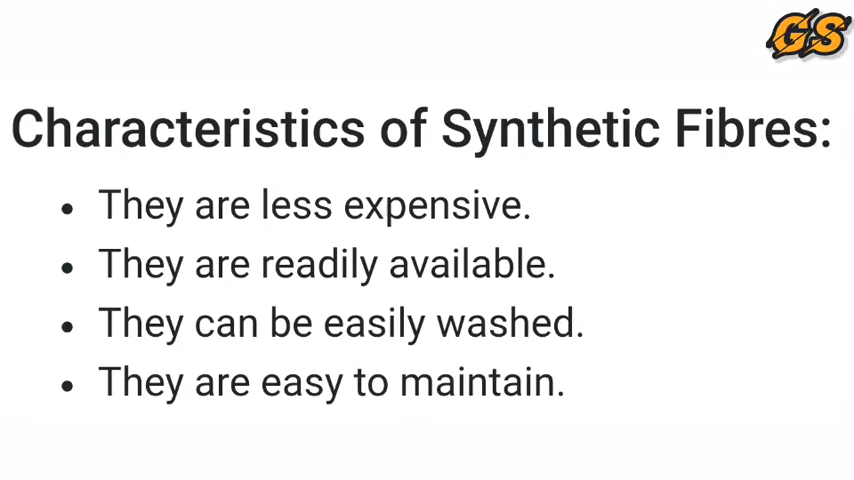 GS
Characteristics of Synthetic Fibres:
• They are less expensive.
• They are readily available.
• They can be easily washed.
• They are easy to maintain.